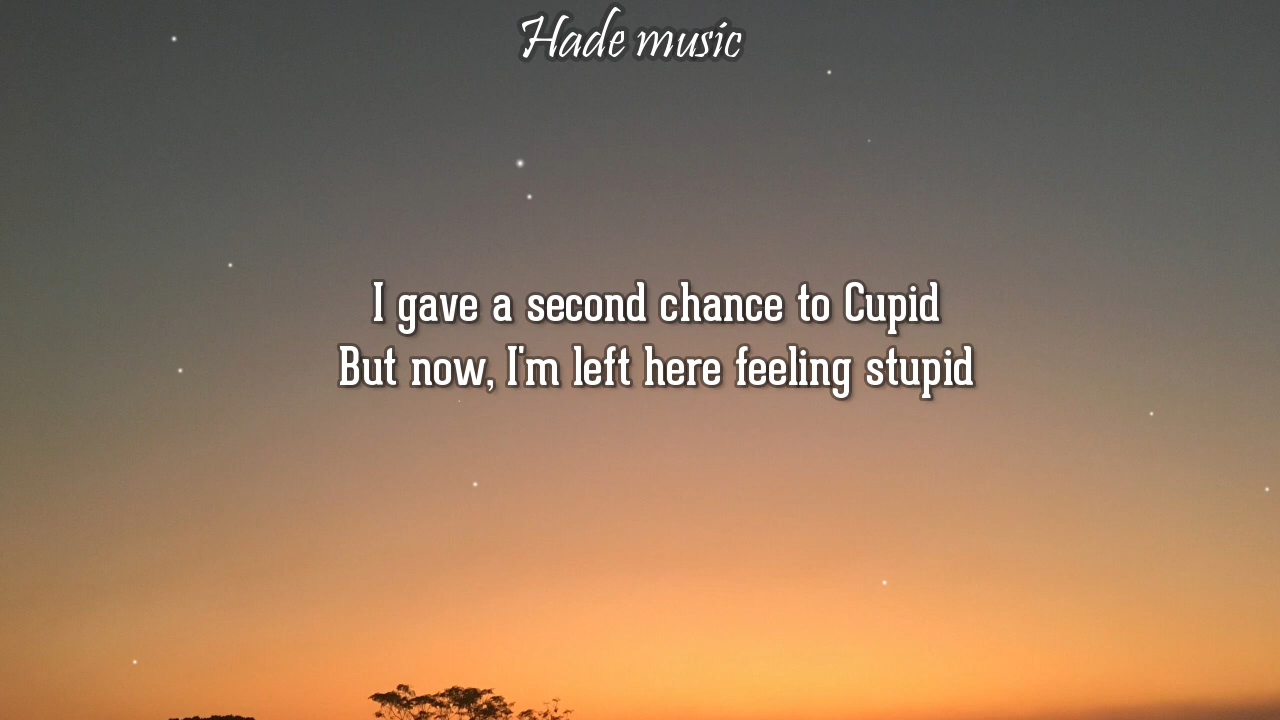 Hade music
I gave a second chance to Cupid
But now, I'm left here feeling stupid